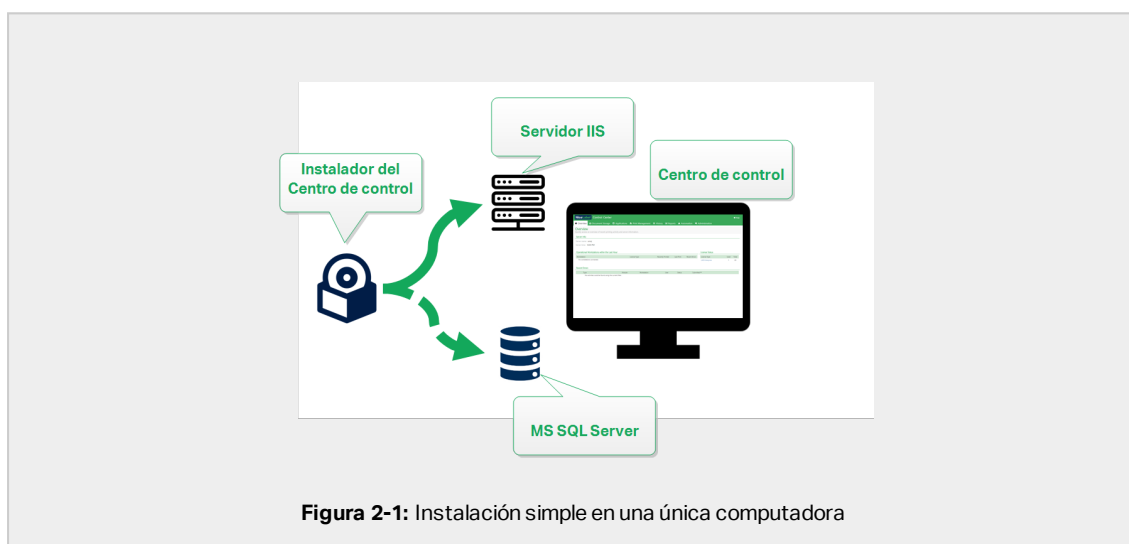 Servidor IIS
Instalador del
Centro de control
Centro de control
MS SQL Server
Figura 2-1: Instalación simple en una única computadora